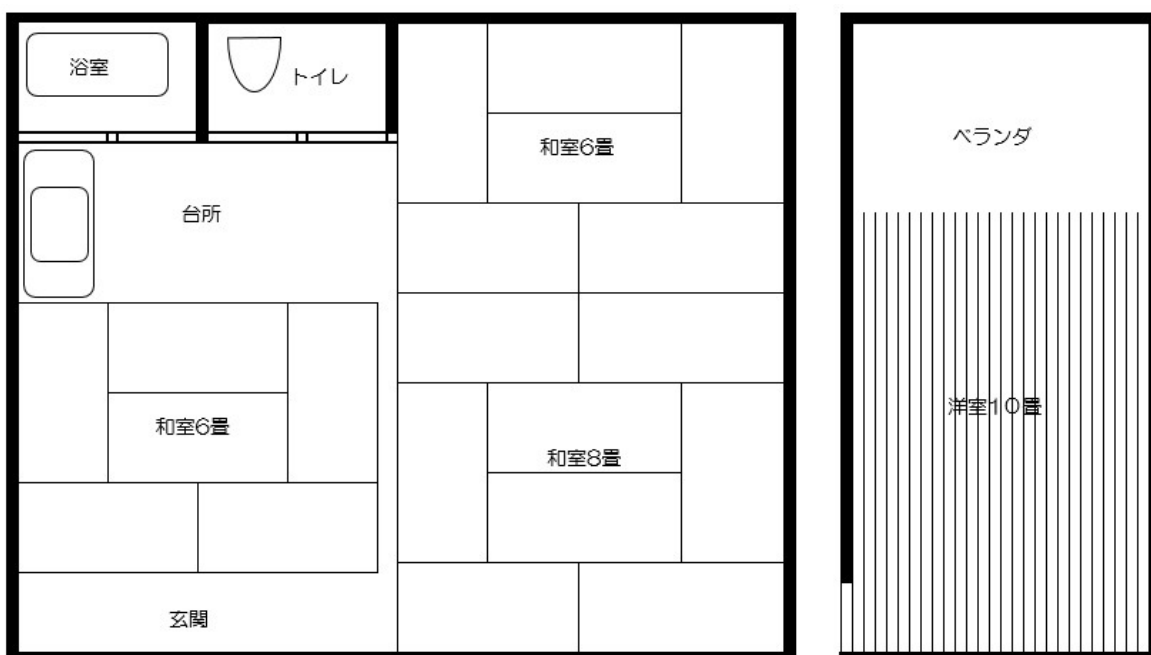 浴室
トイレ
和室6畳
ベランダ
台所
洋室10畳
和室6畳
和室8畳
玄関